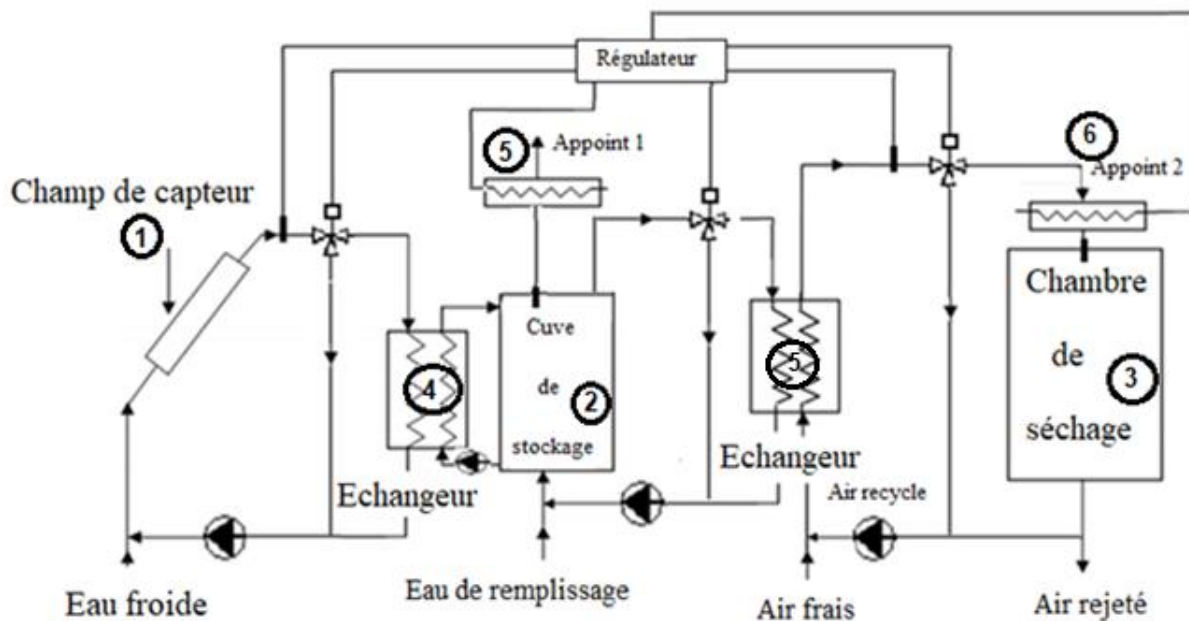 Régulateur
5
Appoint 1
6
Appoint 2
Champ de capteur
1
Cuve
de
stockage
2
4
5
Chambre
de
séchage
3
Echangeur
Echangeur
Air recycle
Eau froide
Eau de remplissage
Air frais
Air rejeté